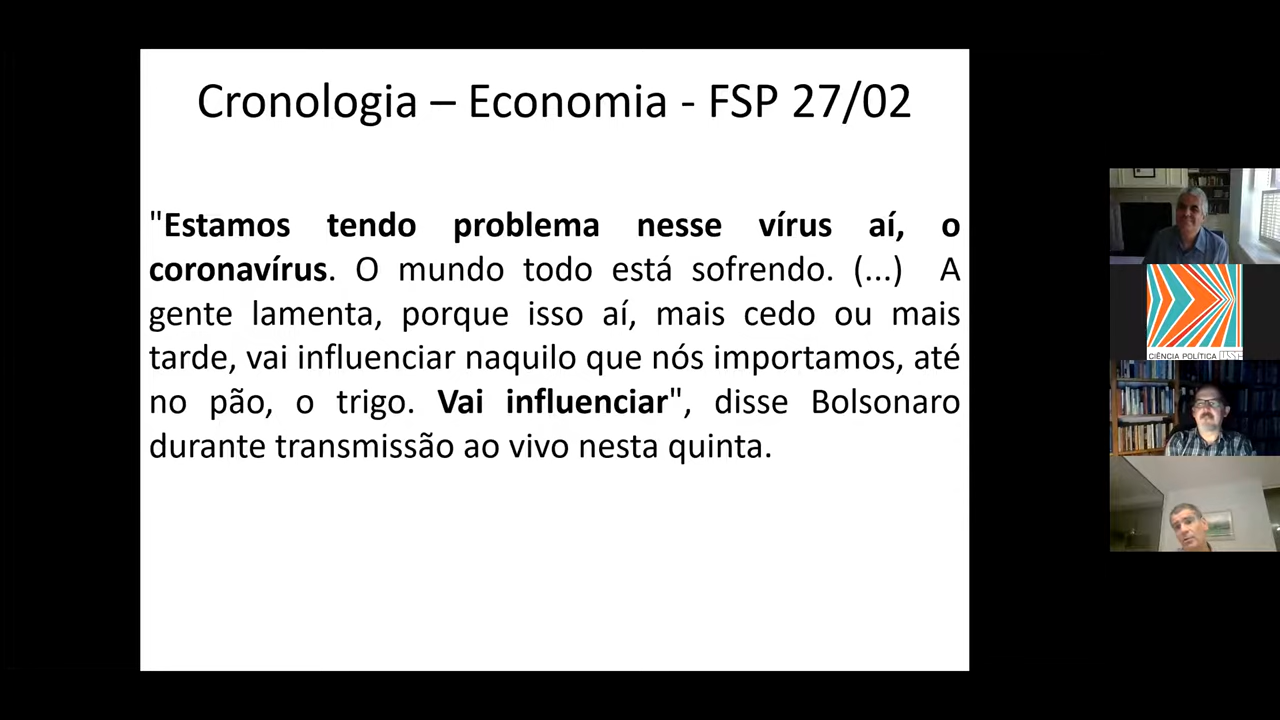 Cronologia – Economia - FSP 27/02
"Estamos tendo problema nesse vírus aí, o
coronavírus. O mundo todo está sofrendo. (...) A
gente lamenta, porque isso aí, mais cedo ou mais
tarde, vai influenciar naquilo que nós importamos, até
no pão, o trigo. Vai influenciar", disse Bolsonaro
durante transmissão ao vivo nesta quinta.
CIÊNCIA POLÍTICA USP